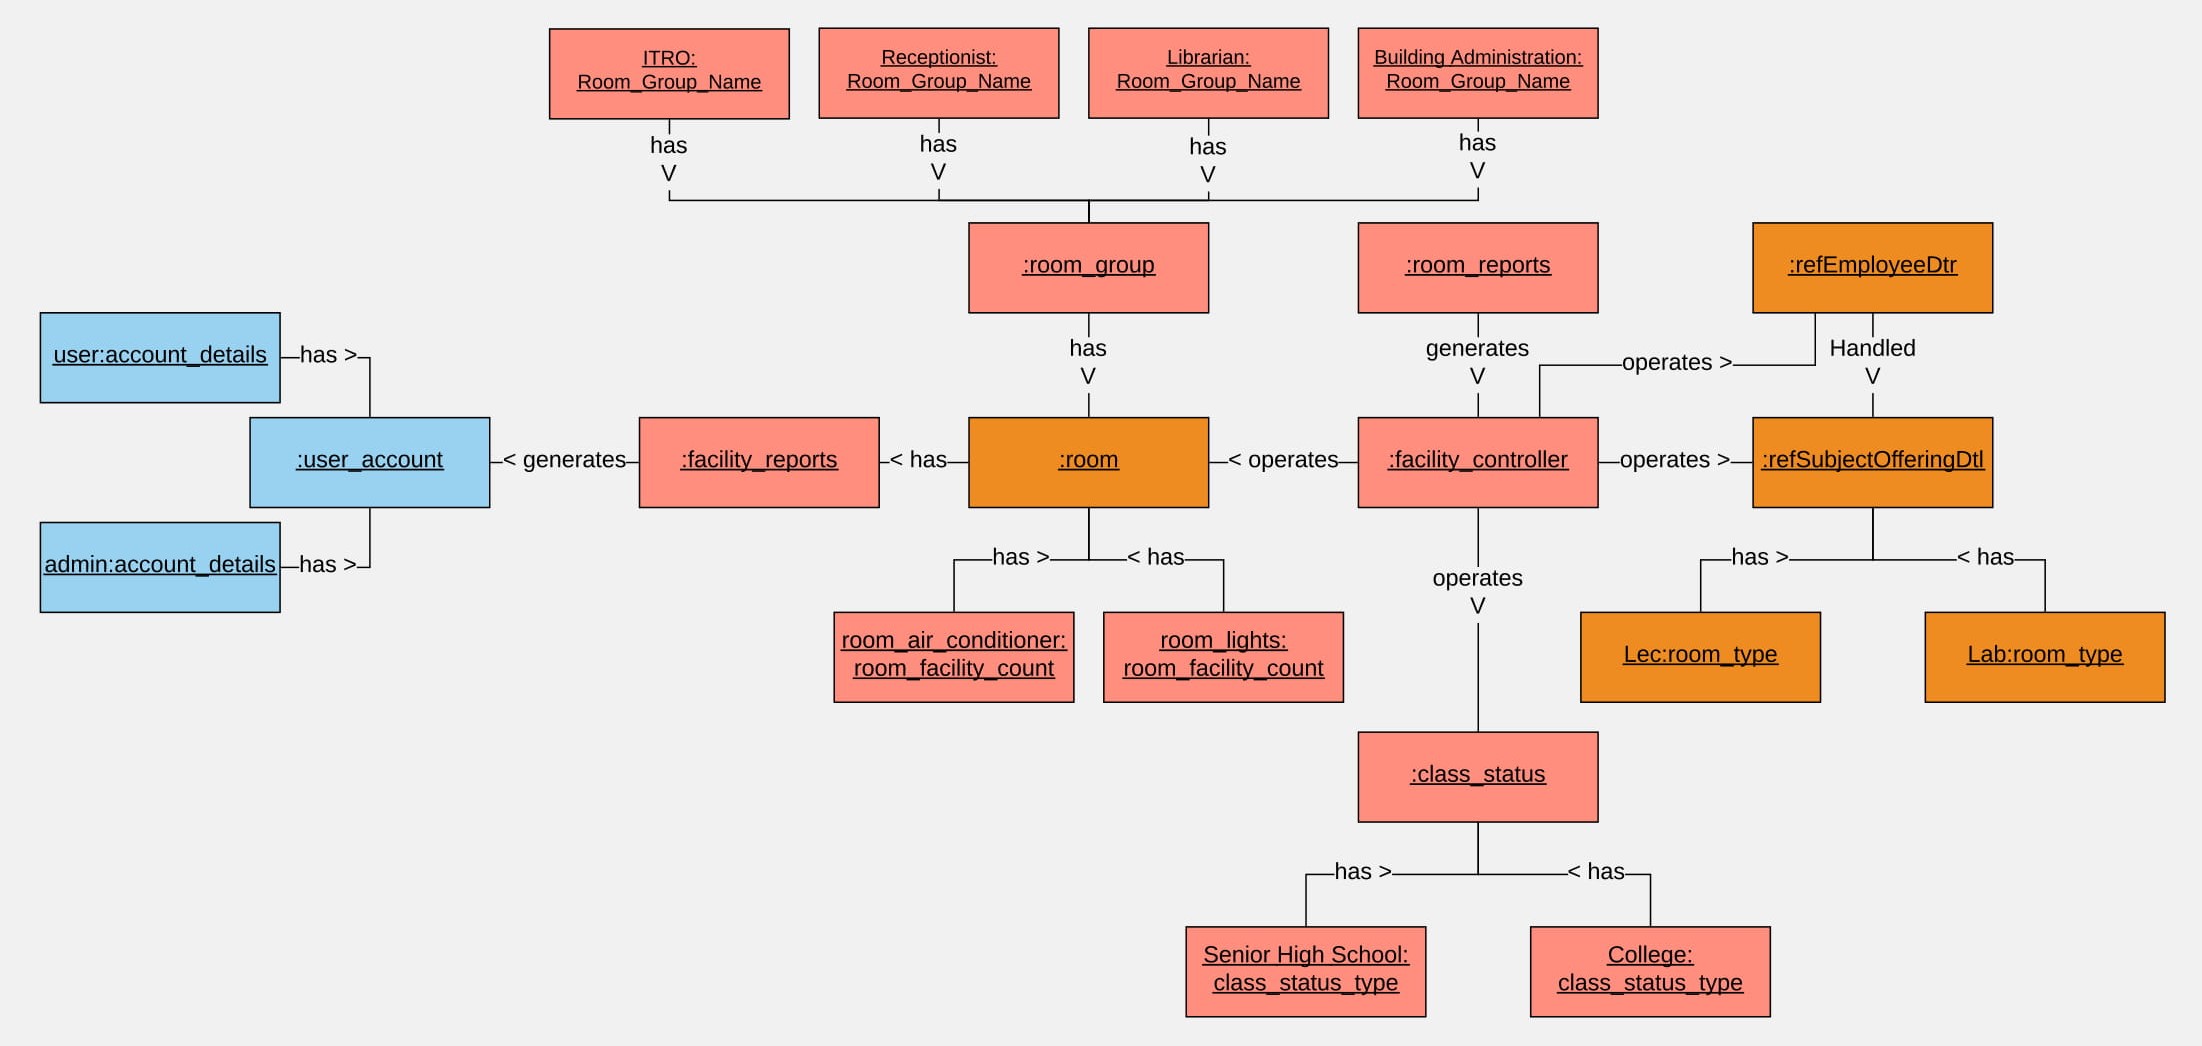 ITRO:
Room_Group_Name
Receptionist:
Room_Group_Name
Librarian:
Room_Group_Name
Building Administration:
Room_Group_Name
has
V
has
V
has
V
has
V
:room_group
:room_reports
:refEmployeeDtr
user:account_details
has >
has
V
generates
V
operates >
Handled
V
:user_account
< generates
:facility_reports
< has
:room
< operates
:facility_controller
operates >
:refSubjectOfferingDtl
admin:account_details
has >
has >
< has
operates
V
has >
< has
room_air_conditioner:
room_facility_count
room_lights:
room_facility_count
Lec:room_type
Lab:room_type
:class_status
has >
< has
Senior High School:
class_status_type
College:
class_status_type